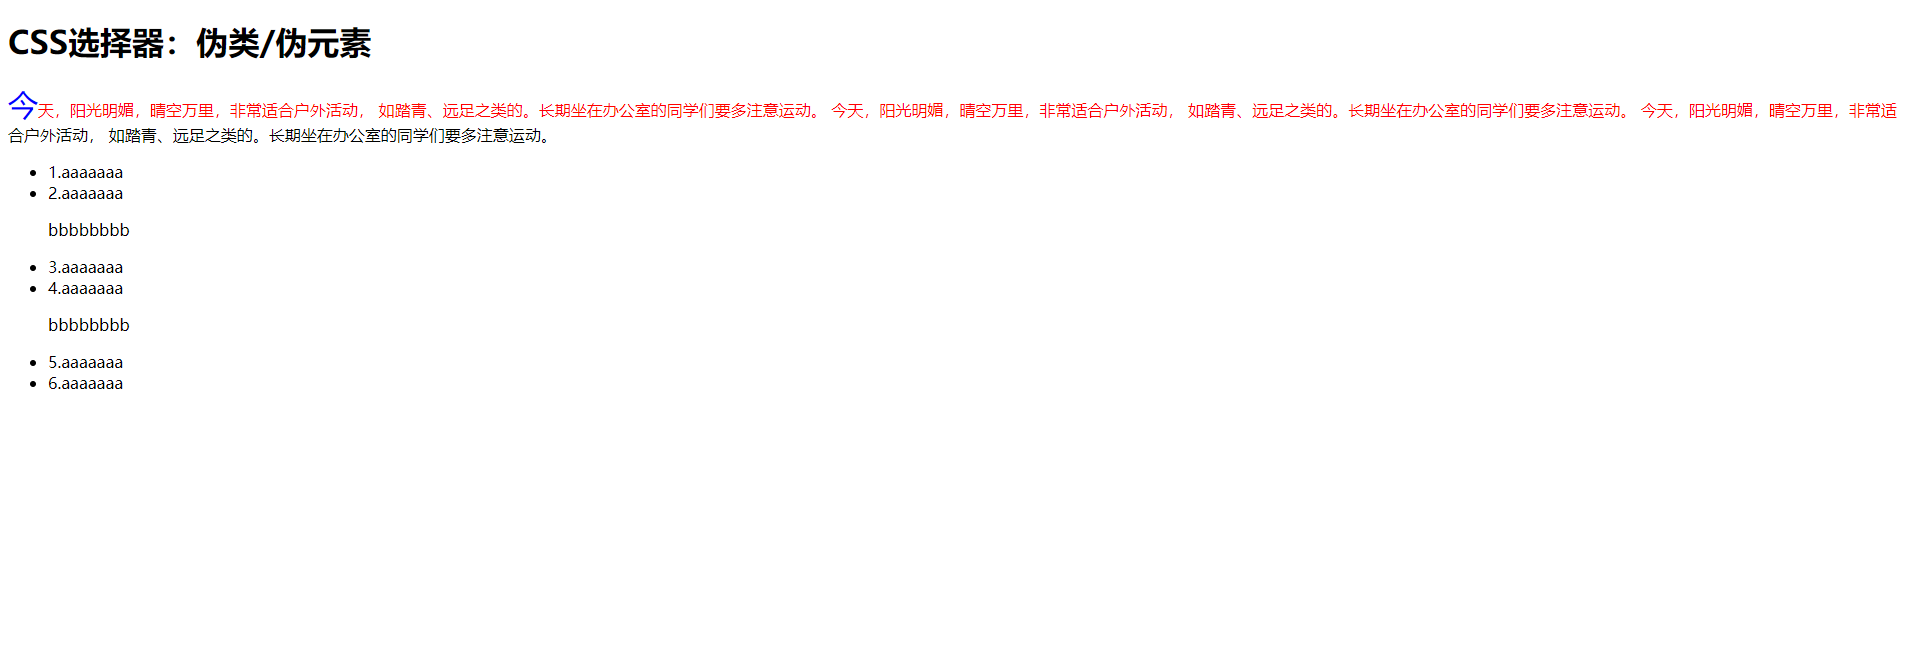 CSS选择器：伪类/伪元素
今天，阳光明媚，晴空万里，非常适合户外活动， 如踏青、远足之类的。长期坐在办公室的同学们要多注意运动。 今天，阳光明媚，晴空万里，非常适合户外活动， 如踏青、远足之类的。长期坐在办公室的同学们要多注意运动。 今天，阳光明媚，晴空万里，非常适
合户外活动， 如踏青、远足之类的。长期坐在办公室的同学们要多注意运动。
• 1.aaaaaaa
• 2.aaaaaaa
bbbbbbbb
• 3.aaaaaaa
• 4.aaaaaaa
bbbbbbbb
• 5.aaaaaaa
• 6.aaaaaaa